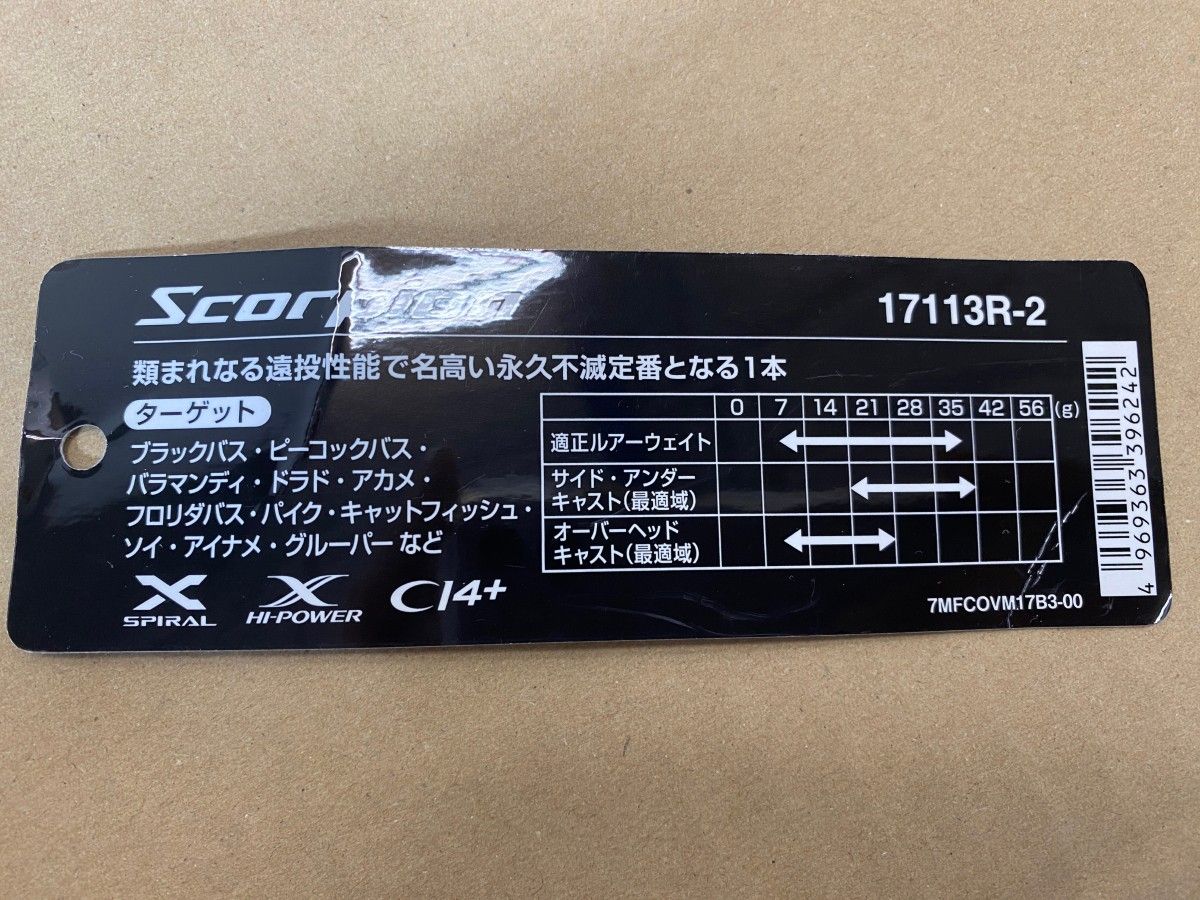 Scorpion
17113R-2
類まれなる遠投性能で名高い永久不滅定番となる1本
ターゲット
ブラックバス・ピーコックバス・
バラマンディ・ドラド・アカメ・
フロリダバス・パイク・キャットフィッシュ・
ソイ・アイナメ・グルーパー など
0 7 14 21 28 35 42 56 (g)
適正ルアーウェイト
サイド・アンダー
キャスト(最適域)
オーバーヘッド
キャスト(最適域)
X SPIRAL
X HI-POWER
CI4+
7MFCOVM17B3-00
4 969363 396242